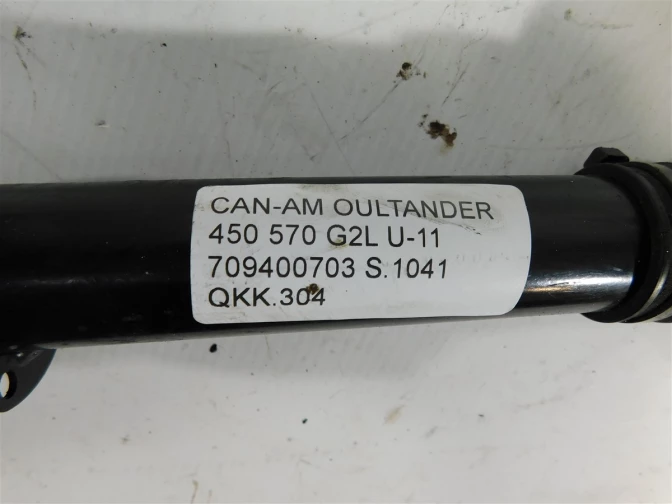 CAN-AM OULTANDER
450 570 G2L U-11
709400703 S.1041
QKK.304